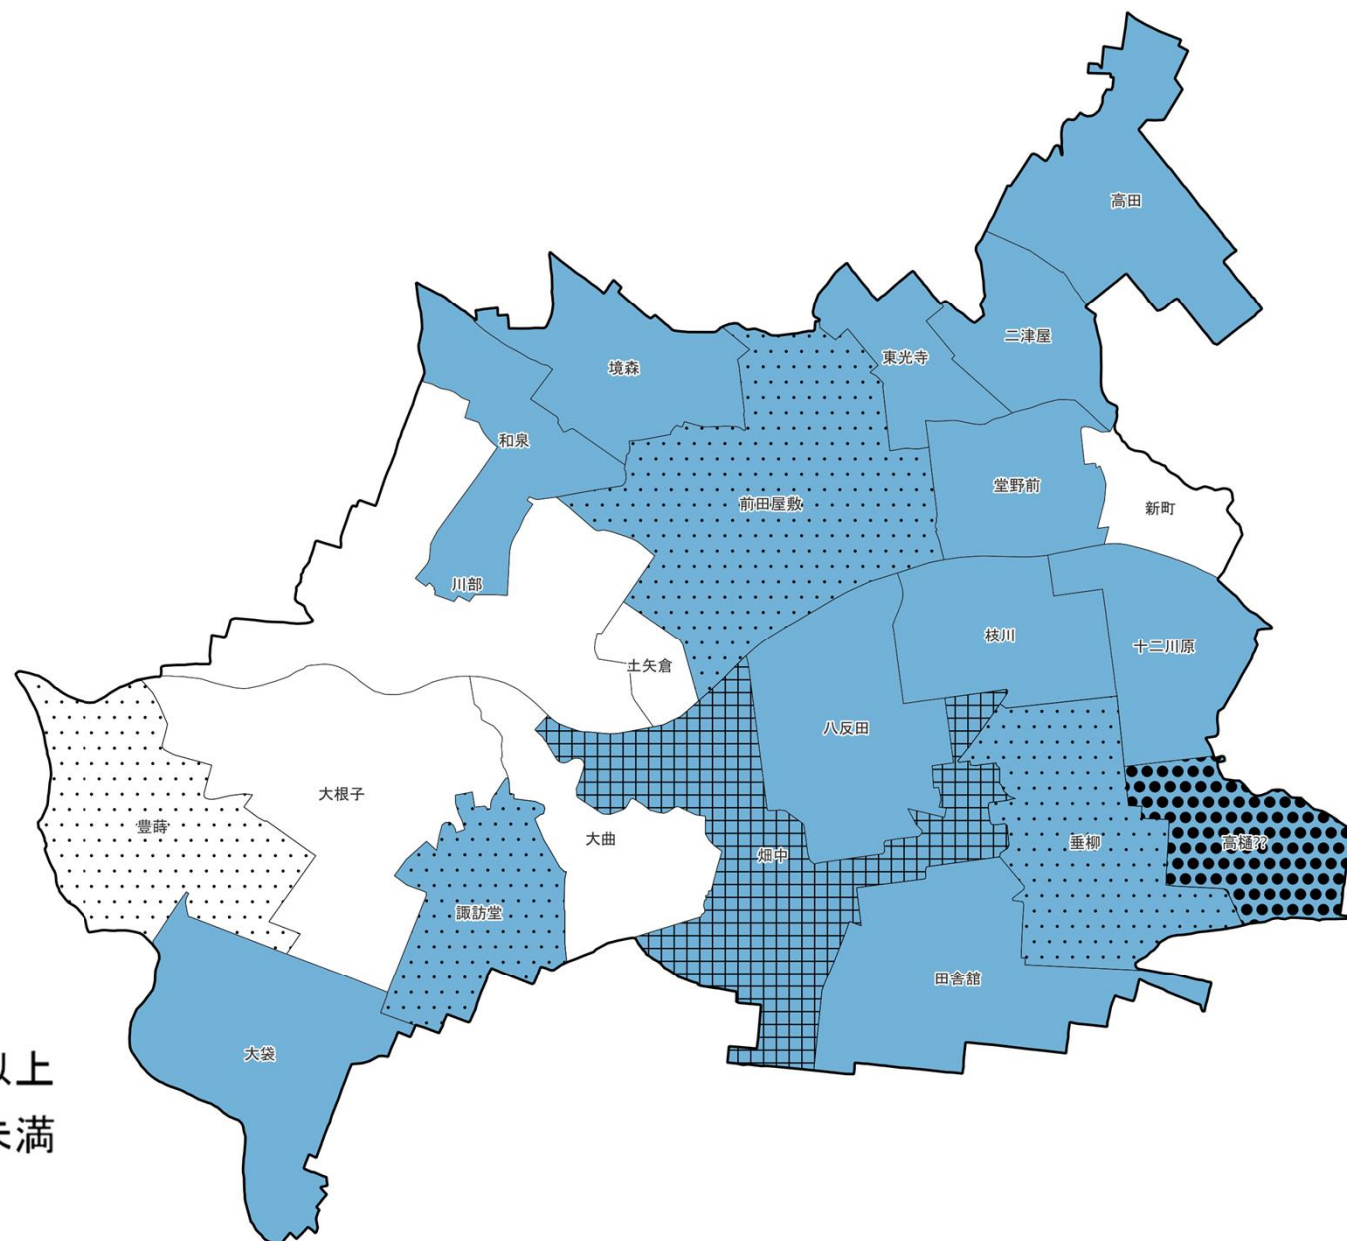 高田
二津屋
東光寺
境森
和泉
堂野前
前田屋敷
新町
川部
枝川
十二川原
土矢倉
八反田
大根子
豊蒔
大曲
畑中
垂柳
高樋??
諏訪堂
田舎舘
大袋
以上
未満